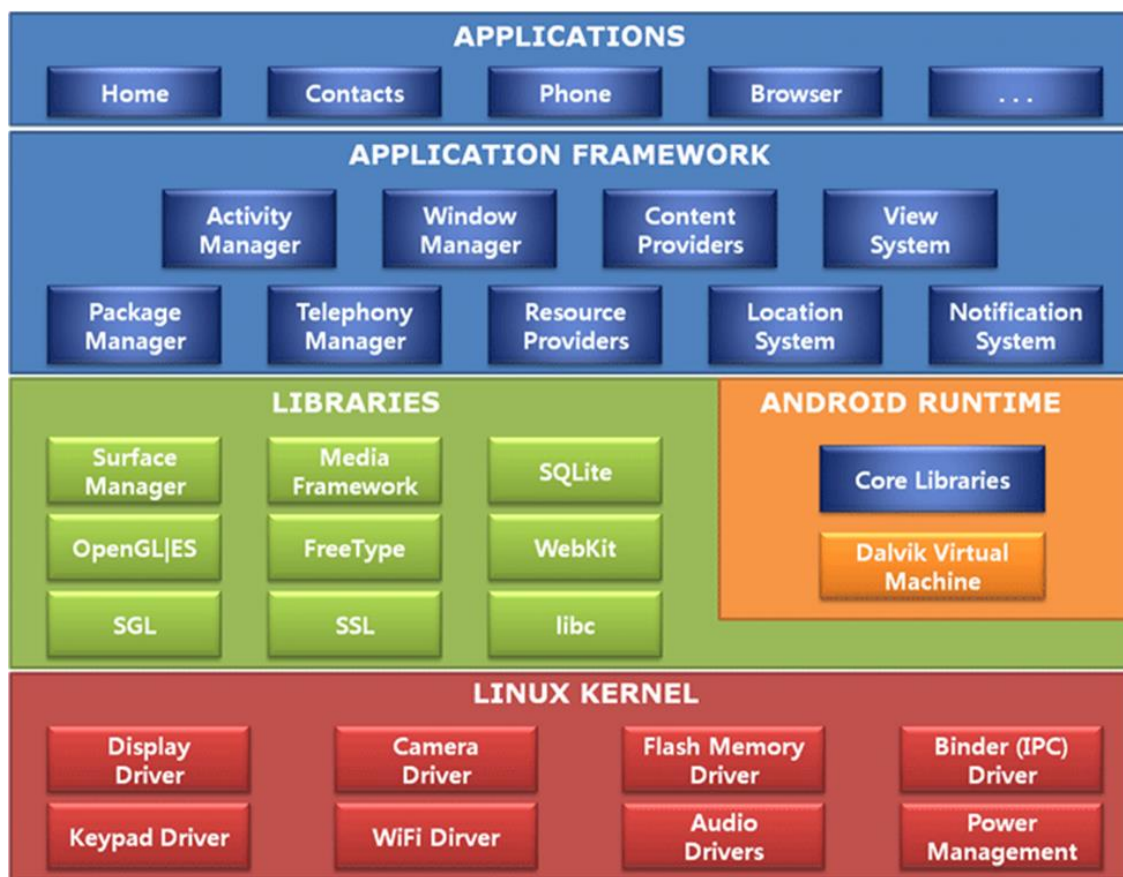 APPLICATIONS
Home
Contacts
Phone
Browser
. . .
APPLICATION FRAMEWORK
Activity
Manager
Window
Manager
Content
Providers
View
System
Package
Manager
Telephony
Manager
Resource
Providers
Location
System
Notification
System
LIBRARIES
Surface
Manager
Media
Framework
SQLite
OpenGL|ES
FreeType
WebKit
SGL
SSL
libc
ANDROID RUNTIME
Core Libraries
Dalvik Virtual
Machine
LINUX KERNEL
Display
Driver
Camera
Driver
Flash Memory
Driver
Binder (IPC)
Driver
Keypad Driver
WiFi Dirver
Audio
Drivers
Power
Management